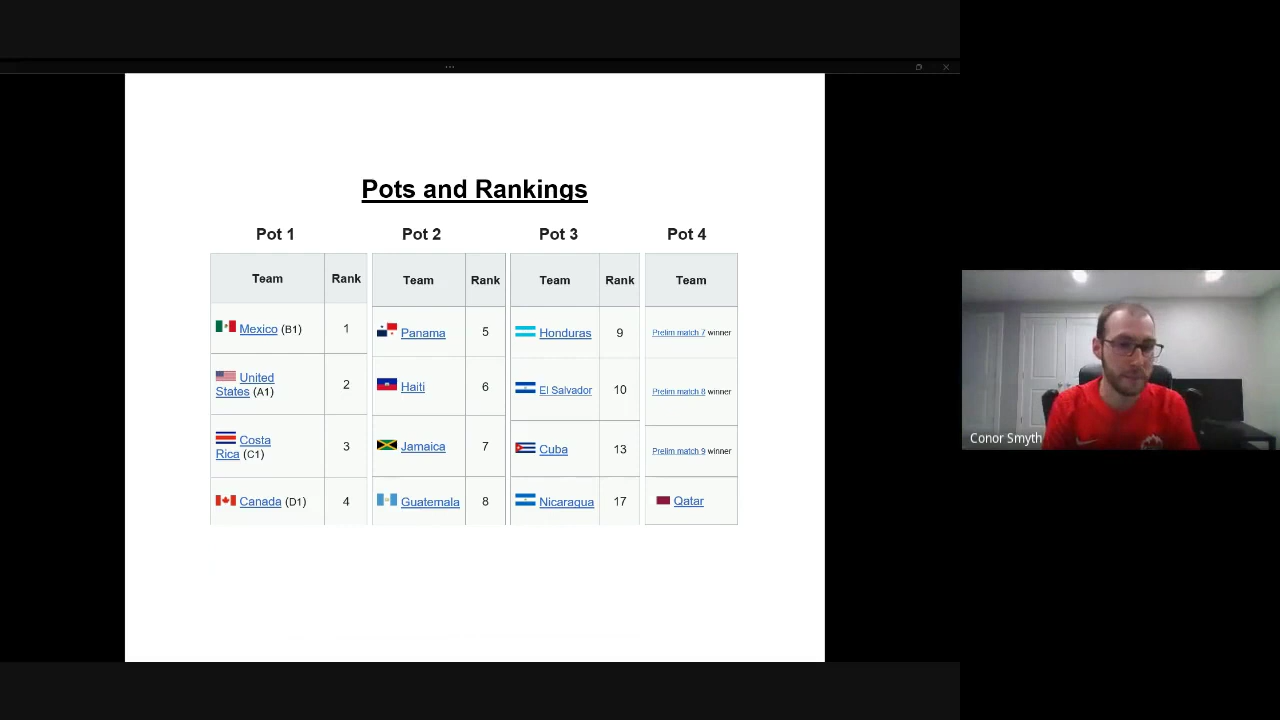 Pots and Rankings
Pot 1
Pot 2
Pot 3
Pot 4
Team Rank
Mexico (B1) 1
United
States (A1) 2
Costa
Rica (C1) 3
Canada (D1) 4
Team Rank
Panama 5
Haiti 6
Jamaica 7
Guatemala 8
Team Rank
Honduras 9
El Salvador 10
Cuba 13
Nicaragua 17
Team
Prelim match 7 winner
Prelim match 8 winner
Prelim match 9 winner
Qatar
Conor Smyth